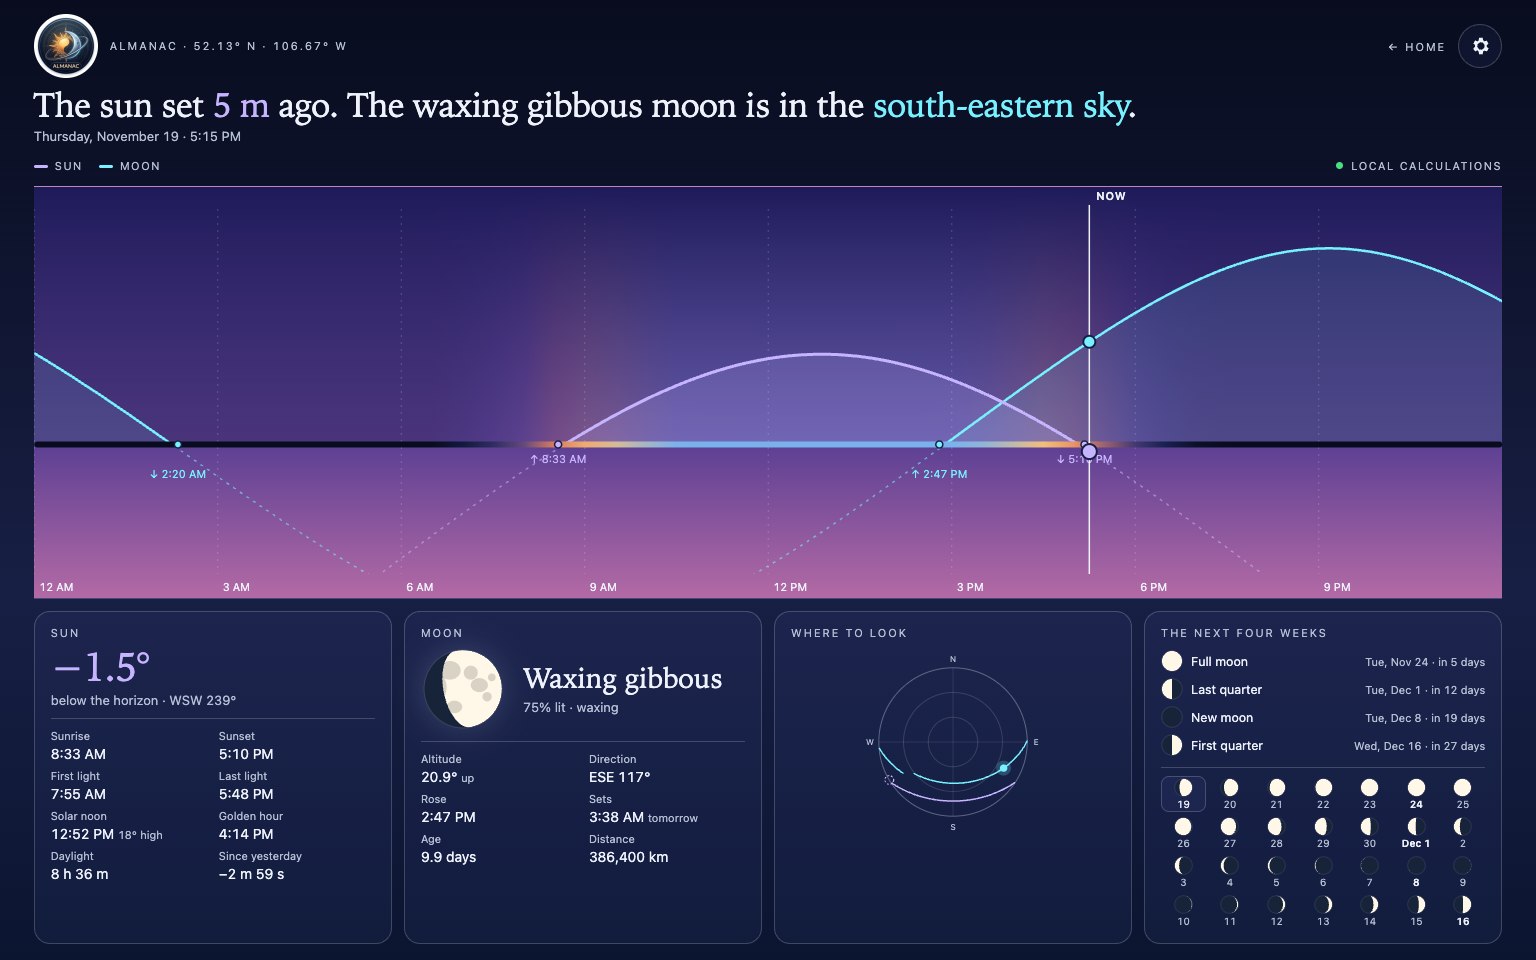 ALMANAC
ALMANAC · 52.13° N · 106.67° W
← HOME
The sun set 5 m ago. The waxing gibbous moon is in the south-eastern sky.
Thursday, November 19 · 5:15 PM
SUN MOON
LOCAL CALCULATIONS
NOW
↑ 8:33 AM
↓ 2:20 AM
↑ 2:47 PM
PM
12 AM 3 AM 6 AM 9 AM 12 PM 3 PM 6 PM 9 PM
SUN
−1.5°
below the horizon · WSW 239°
Sunrise Sunset
8:33 AM 5:10 PM
First light Last light
7:55 AM 5:48 PM
Solar noon Golden hour
12:52 PM 18° high 4:14 PM
Daylight Since yesterday
8 h 36 m −2 m 59 s
MOON
Waxing gibbous
75% lit · waxing
Altitude Direction
20.9° up ESE 117°
Rose Sets
2:47 PM 3:38 AM tomorrow
Age Distance
9.9 days 386,400 km
WHERE TO LOOK
N
W E
S
THE NEXT FOUR WEEKS
Full moon Tue, Nov 24 · in 5 days
Last quarter Tue, Dec 1 · in 12 days
New moon Tue, Dec 8 · in 19 days
First quarter Wed, Dec 16 · in 27 days
19 20 21 22 23 24 25
26 27 28 29 30 Dec 1 2
3 4 5 6 7 8 9
10 11 12 13 14 15 16